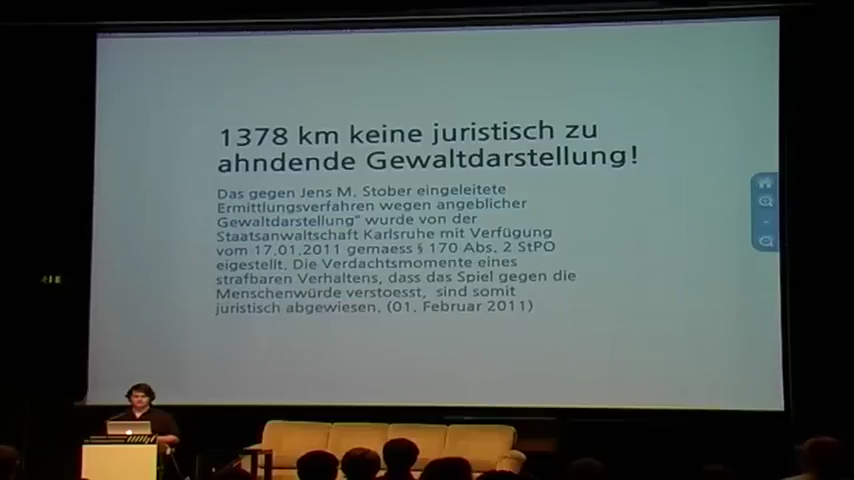 1378 km keine juristisch zu
ahndende Gewaltdarstellung!
Das gegen Jens M. Stober eingeleitete
Ermittlungsverfahren wegen angeblicher
Gewaltdarstellung" wurde von der
Staatsanwaltschaft Karlsruhe mit Verfügung
vom 17.01.2011 gemaess § 170 Abs. 2 StPO
eigestellt. Die Verdachtsmomente eines
strafbaren Verhaltens, dass das Spiel gegen die
Menschenwürde verstoesst, sind somit
juristisch abgewiesen. (01. Februar 2011)